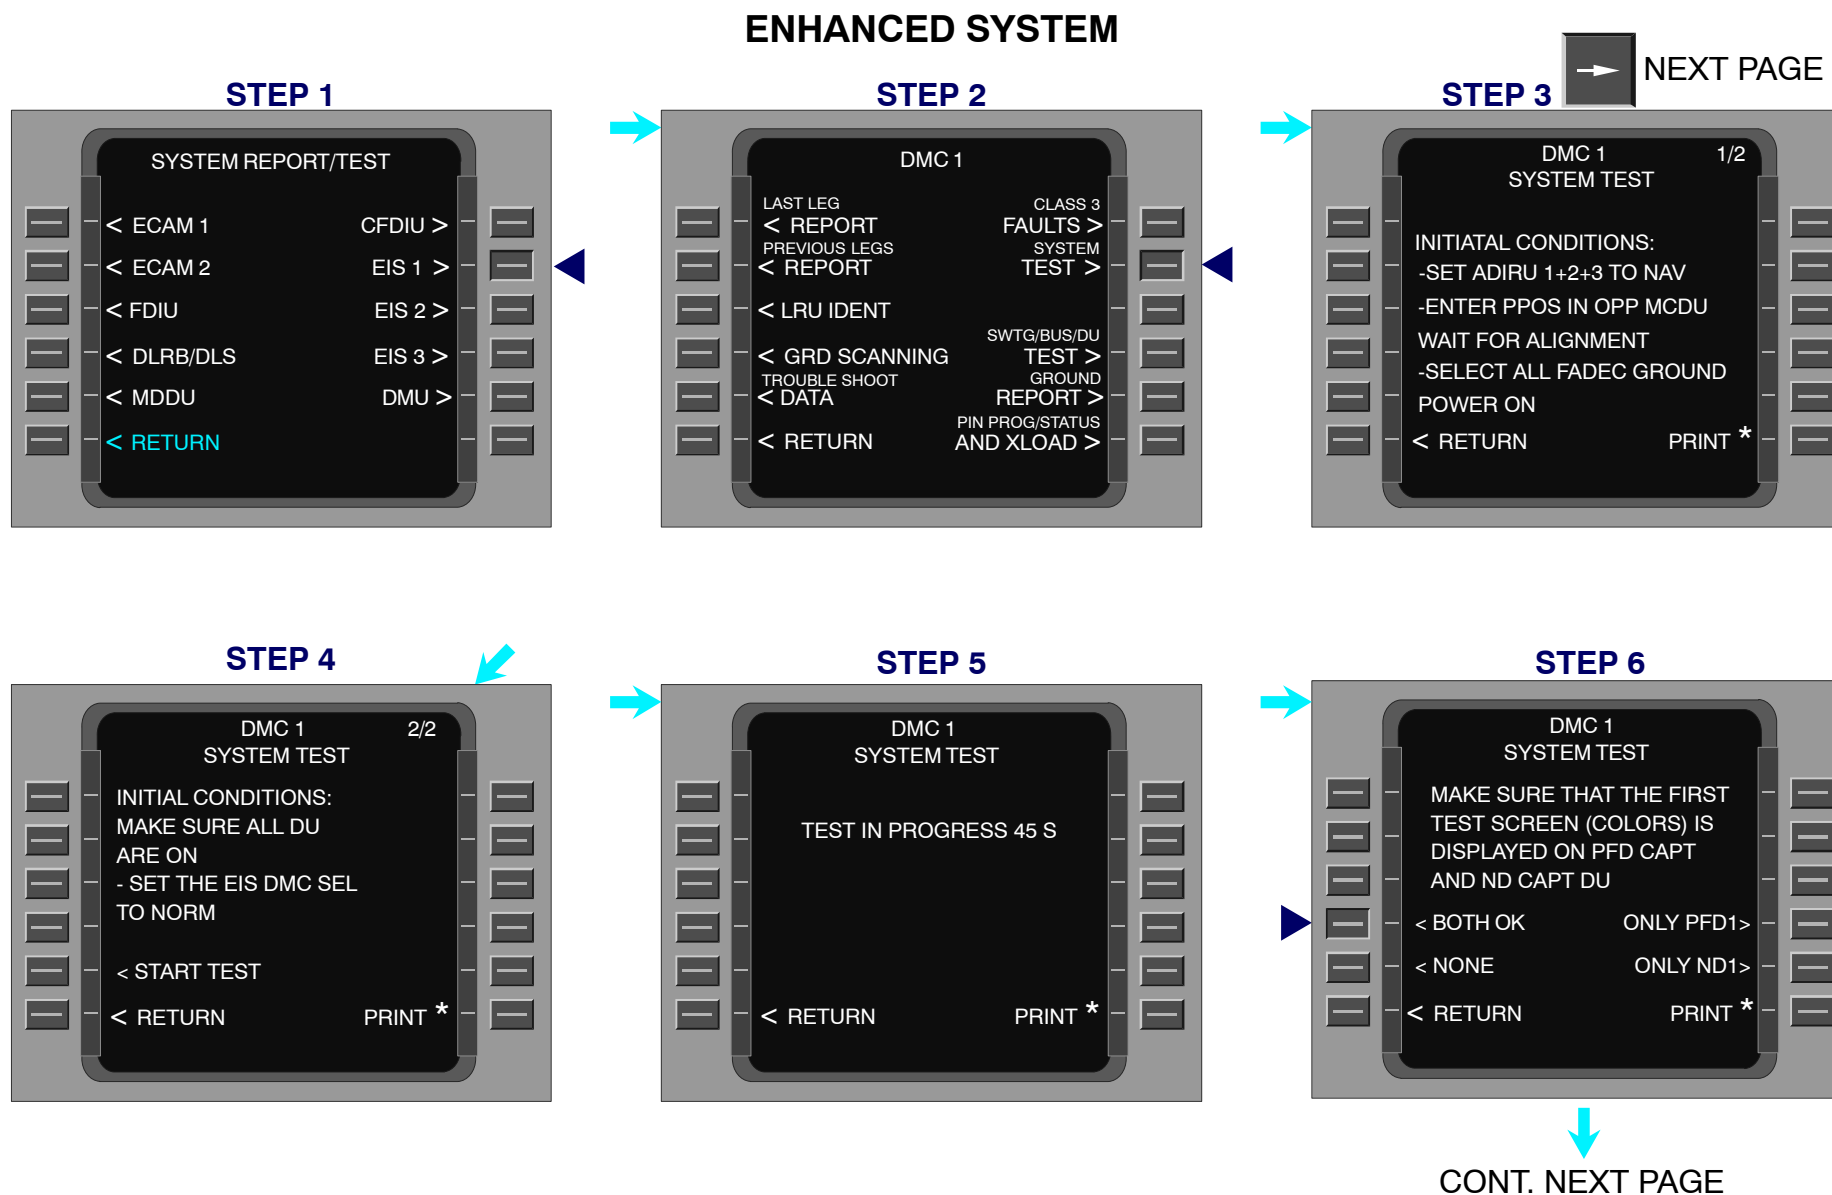 ENHANCED SYSTEM
NEXT PAGE
STEP 1
SYSTEM REPORT/TEST
< ECAM 1 CFDIU >
< ECAM 2 EIS 1 >
< FDIU EIS 2 >
< DLRB/DLS EIS 3 >
< MDDU DMU >
< RETURN
STEP 2
DMC 1
LAST LEG CLASS 3
< REPORT FAULTS >
PREVIOUS LEGS SYSTEM
< REPORT TEST >
< LRU IDENT
SWTG/BUS/DU
< GRD SCANNING TEST >
TROUBLE SHOOT GROUND
< DATA REPORT >
PIN PROG/STATUS
< RETURN AND XLOAD >
STEP 3
DMC 1 1/2
SYSTEM TEST
INITIATAL CONDITIONS:
-SET ADIRU 1+2+3 TO NAV
-ENTER PPOS IN OPP MCDU
WAIT FOR ALIGNMENT
-SELECT ALL FADEC GROUND
POWER ON
< RETURN PRINT *
STEP 4
DMC 1 2/2
SYSTEM TEST
INITIAL CONDITIONS:
MAKE SURE ALL DU
ARE ON
- SET THE EIS DMC SEL
TO NORM
< START TEST
< RETURN PRINT *
STEP 5
DMC 1
SYSTEM TEST
TEST IN PROGRESS 45 S
< RETURN PRINT *
STEP 6
DMC 1
SYSTEM TEST
MAKE SURE THAT THE FIRST
TEST SCREEN (COLORS) IS
DISPLAYED ON PFD CAPT
AND ND CAPT DU
< BOTH OK ONLY PFD1>
< NONE ONLY ND1>
< RETURN PRINT *
CONT. NEXT PAGE